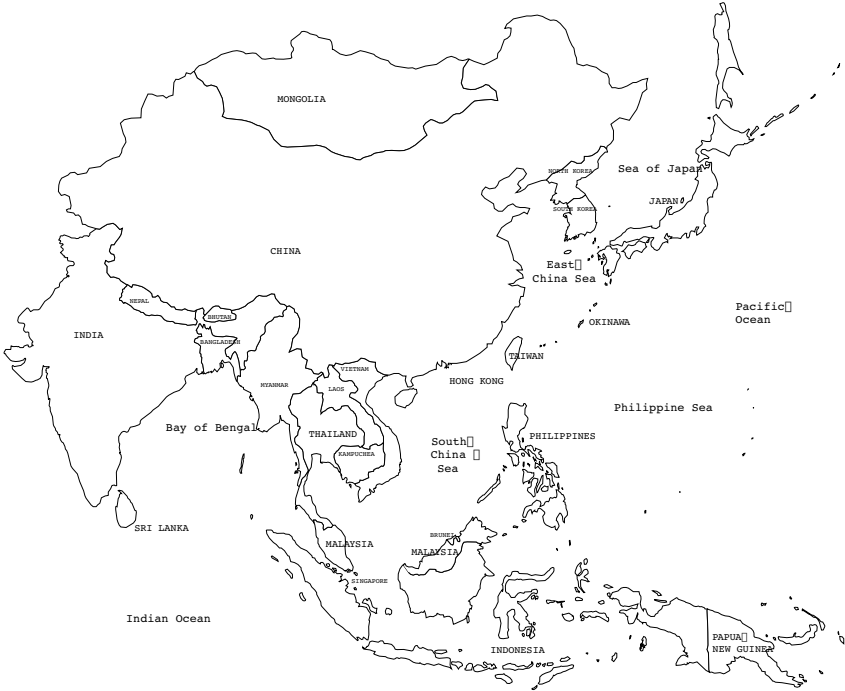 MONGOLIA
NORTH KOREA
Sea of Japan
JAPAN
SOUTH KOREA
CHINA
East
China Sea
NEPAL
BHUTAN
Pacific
Ocean
OKINAWA
INDIA
BANGLADESH
TAIWAN
VIETNAM
HONG KONG
MYANMAR
LAOS
Philippine Sea
Bay of Bengal
THAILAND
PHILIPPINES
South
China
Sea
KAMPUCHEA
SRI LANKA
BRUNEI
MALAYSIA
MALAYSIA
SINGAPORE
Indian Ocean
PAPUA
NEW GUINEA
INDONESIA